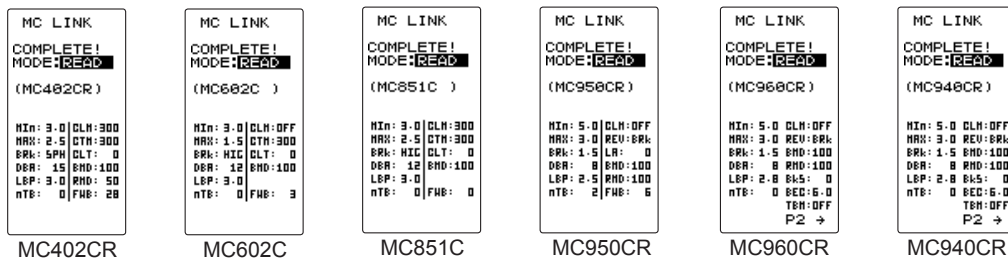 MC LINK
COMPLETE!
MODE:READ
(MC402CR)
MIn: 3.0 CLM:300
MAX: 2.5 CTM:300
BRk: SPH CLT: 0
DBA: 15 BMD:100
LBP: 3.0 RMD: 50
nTB: 0 FWB: 28
MC402CR
MC LINK
COMPLETE!
MODE:READ
(MC602C )
MIn: 3.0 CLM:OFF
MAX: 1.5 CTM:300
BRk: HIG CLT: 0
DBA: 12 BMD:100
LBP: 3.0
nTB: 0 FWB: 3
MC602C
MC LINK
COMPLETE!
MODE:READ
(MC851C )
MIn: 3.0 CLM:300
MAX: 2.5 CTM:300
BRk: HIG CLT: 0
DBA: 12 BMD:100
LBP: 3.0
nTB: 0 FWB: 0
MC851C
MC LINK
COMPLETE!
MODE:READ
(MC950CR)
MIn: 5.0 CLM:OFF
MAX: 3.0 REV:BRk
BRk: 1.5 LA: 0
DBA: 8 BMD:100
LBP: 2.5 RMD:100
nTB: 2 FWB: 6
MC950CR
MC LINK
COMPLETE!
MODE:READ
(MC960CR)
MIn: 5.0 CLM:OFF
MAX: 3.0 REV:BRk
BRk: 1.5 BMD:100
DBA: 8 RMD:100
LBP: 2.8 BkS: 0
nTB: 0 BEC:6.0
TBM:OFF
P2 →
MC960CR
MC LINK
COMPLETE!
MODE:READ
(MC940CR)
MIn: 5.0 CLM:OFF
MAX: 3.0 REV:BRk
BRk: 1.5 BMD:100
DBA: 8 RMD:100
LBP: 2.8 BkS: 0
nTB: 0 BEC:6.0
TBM:OFF
P2 →
MC940CR